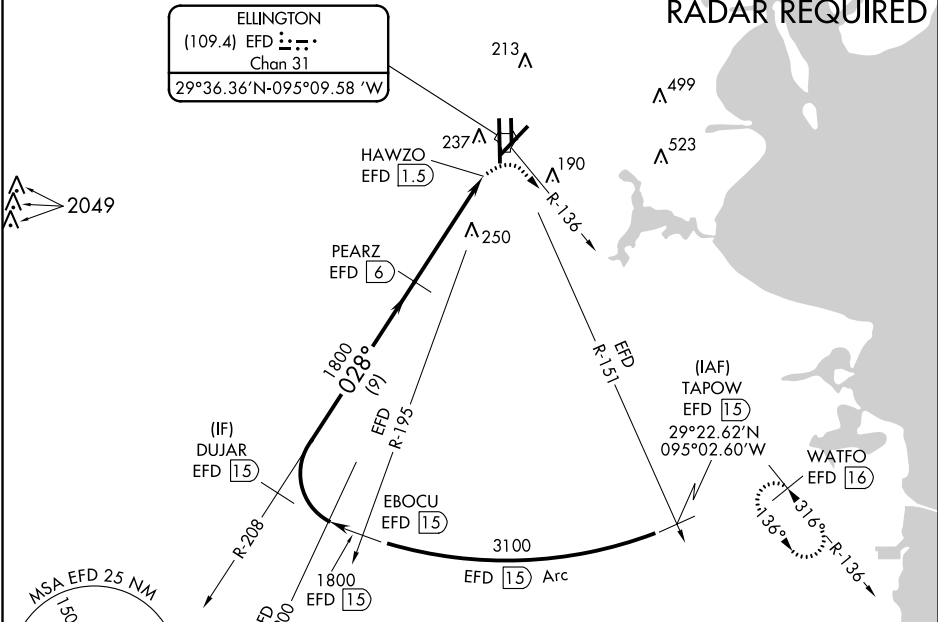 RADAR REQUIRED
ELLINGTON
(109.4) EFD
Chan 31
29°36.36'N-095°09.58 'W
213
499
237
523
HAWZO
EFD 1.5
190
2049
R-136
250
PEARZ
EFD 6
1800
028°
(9)
EFD
R-195
EFD
R-151
(IAF)
TAPOW
EFD 15
29°22.62'N
095°02.60'W
(IF)
DUJAR
EFD 15
WATFO
EFD 16
EBOCU
EFD 15
136°
316°
R-136
R-208
3100
EFD 15 Arc
1800
EFD 15
MSA EFD 25 NM